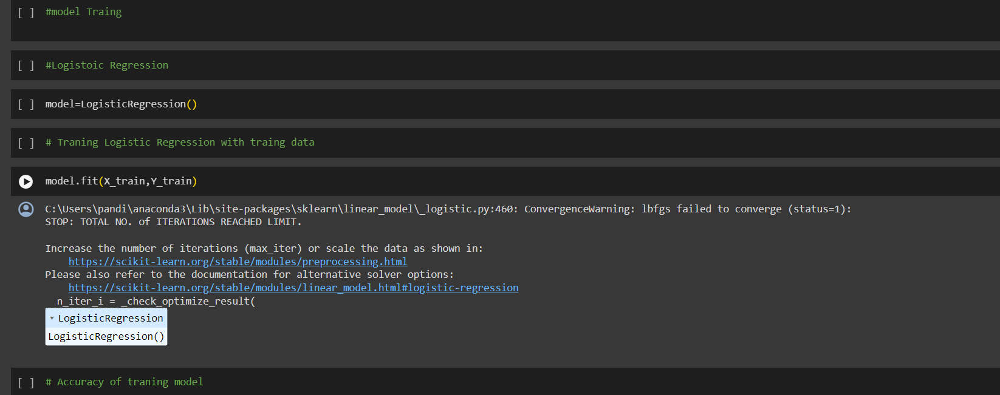 [ ] #model Traing
[ ] #Logistoic Regression
[ ] model=LogisticRegression()
[ ] # Traning Logistic Regression with traing data
model.fit(X_train,Y_train)
C:\Users\pandi\anaconda3\Lib\site-packages\sklearn\linear_model\_logistic.py:460: ConvergenceWarning: lbfgs failed to converge (status=1):
STOP: TOTAL NO. of ITERATIONS REACHED LIMIT.
Increase the number of iterations (max_iter) or scale the data as shown in:
https://scikit-learn.org/stable/modules/preprocessing.html
Please also refer to the documentation for alternative solver options:
https://scikit-learn.org/stable/modules/linear_model.html#logistic-regression
n_iter_i = _check_optimize_result(
▾ LogisticRegression
LogisticRegression()
[ ] # Accuracy of traning model